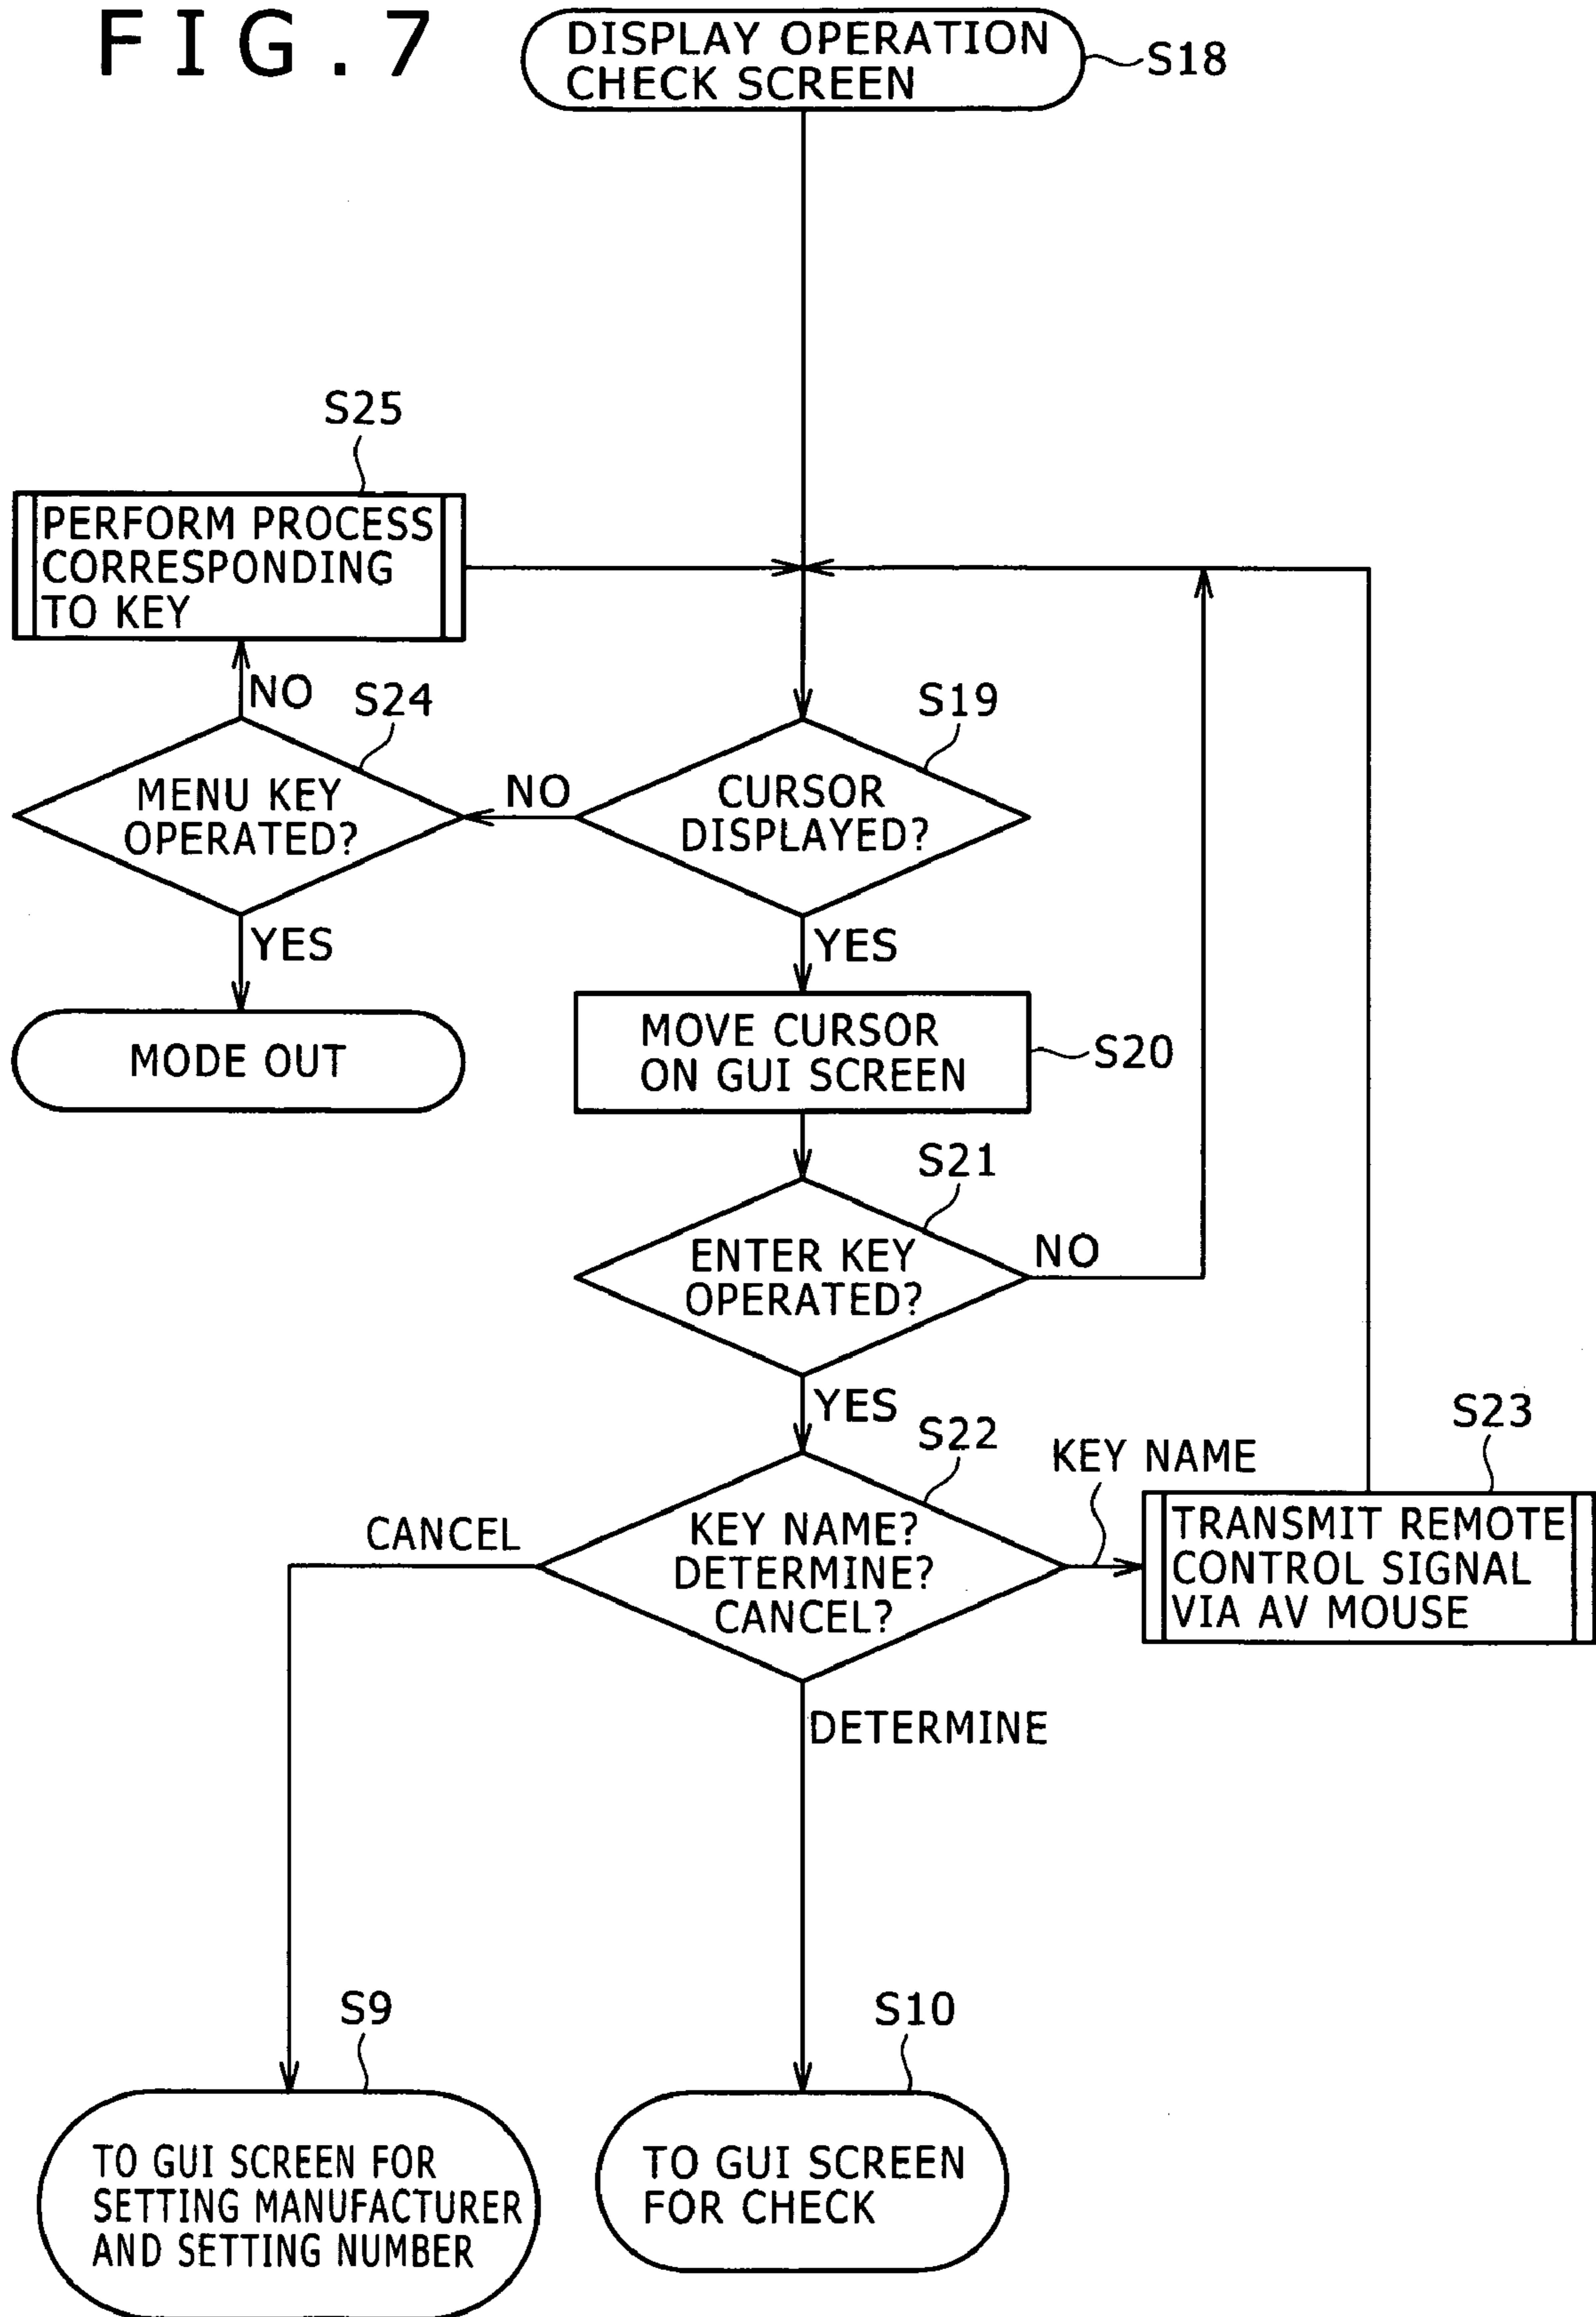 FIG.7
DISPLAY OPERATION
CHECK SCREEN
S18
S25
PERFORM PROCESS
CORRESPONDING
TO KEY
NO
S24
S19
MENU KEY
OPERATED?
NO
CURSOR
DISPLAYED?
YES
YES
MODE OUT
MOVE CURSOR
ON GUI SCREEN
S20
S21
ENTER KEY
OPERATED?
NO
YES
S22
KEY NAME
S23
CANCEL
KEY NAME?
DETERMINE?
CANCEL?
TRANSMIT REMOTE
CONTROL SIGNAL
VIA AV MOUSE
DETERMINE
S9
S10
TO GUI SCREEN FOR
SETTING MANUFACTURER
AND SETTING NUMBER
TO GUI SCREEN
FOR CHECK